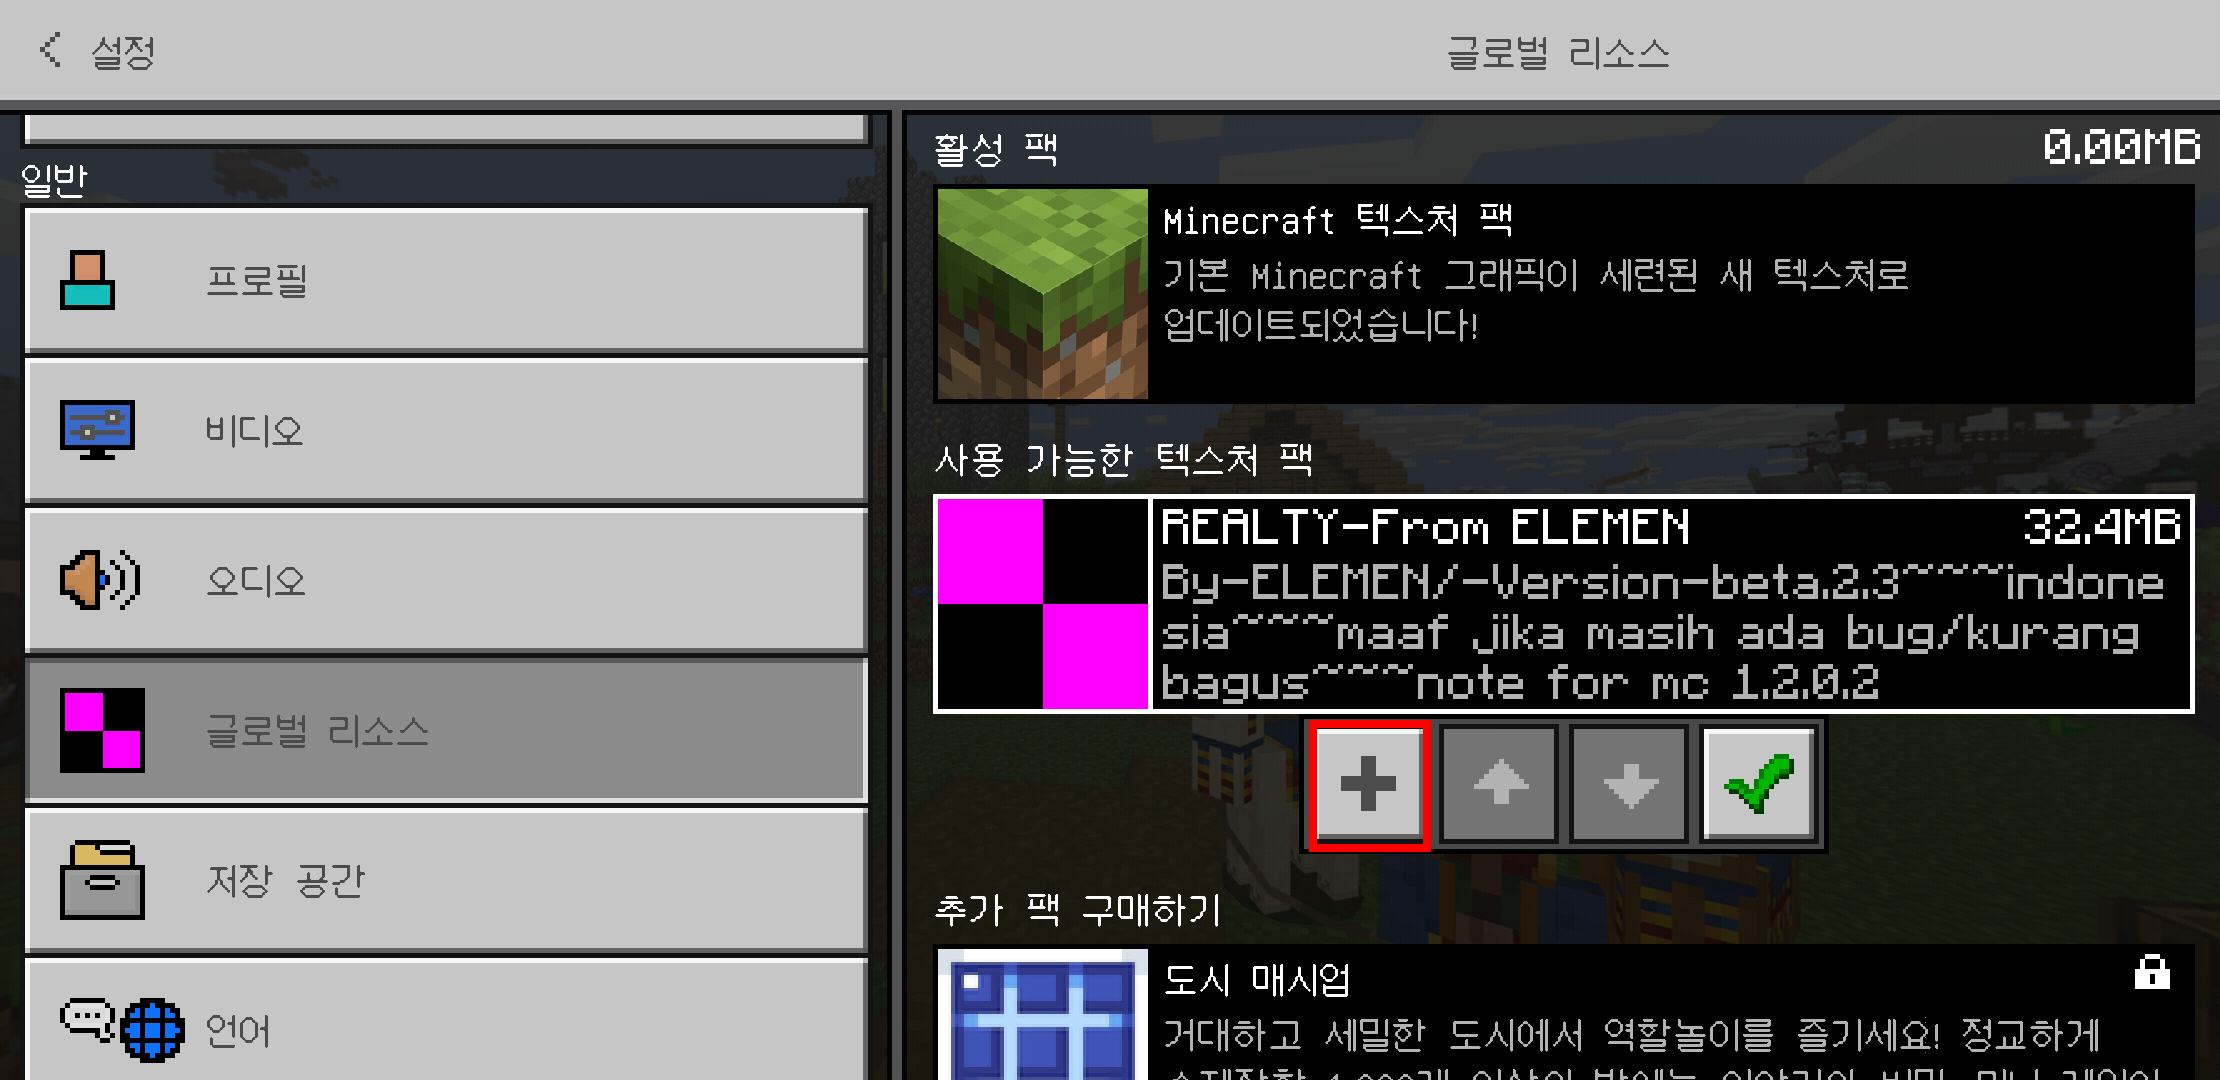 설정
글로벌 리소스
일반
프로필
비디오
오디오
글로벌 리소스
저장 공간
언어
활성 팩
0.00MB
Minecraft 텍스처 팩
기본 Minecraft 그래픽이 세련된 새 텍스처로
업데이트되었습니다!
사용 가능한 텍스처 팩
REALTY-From ELEMEN
32.4MB
By-ELEMEN/-Version-beta.2.3~~~~indone
sia~~~~maaf jika masih ada bug/kurang
bagus~~~~note for mc 1.2.0.2
추가 팩 구매하기
도시 매시업
거대하고 세밀한 도시에서 역할놀이를 즐기세요! 정교하게